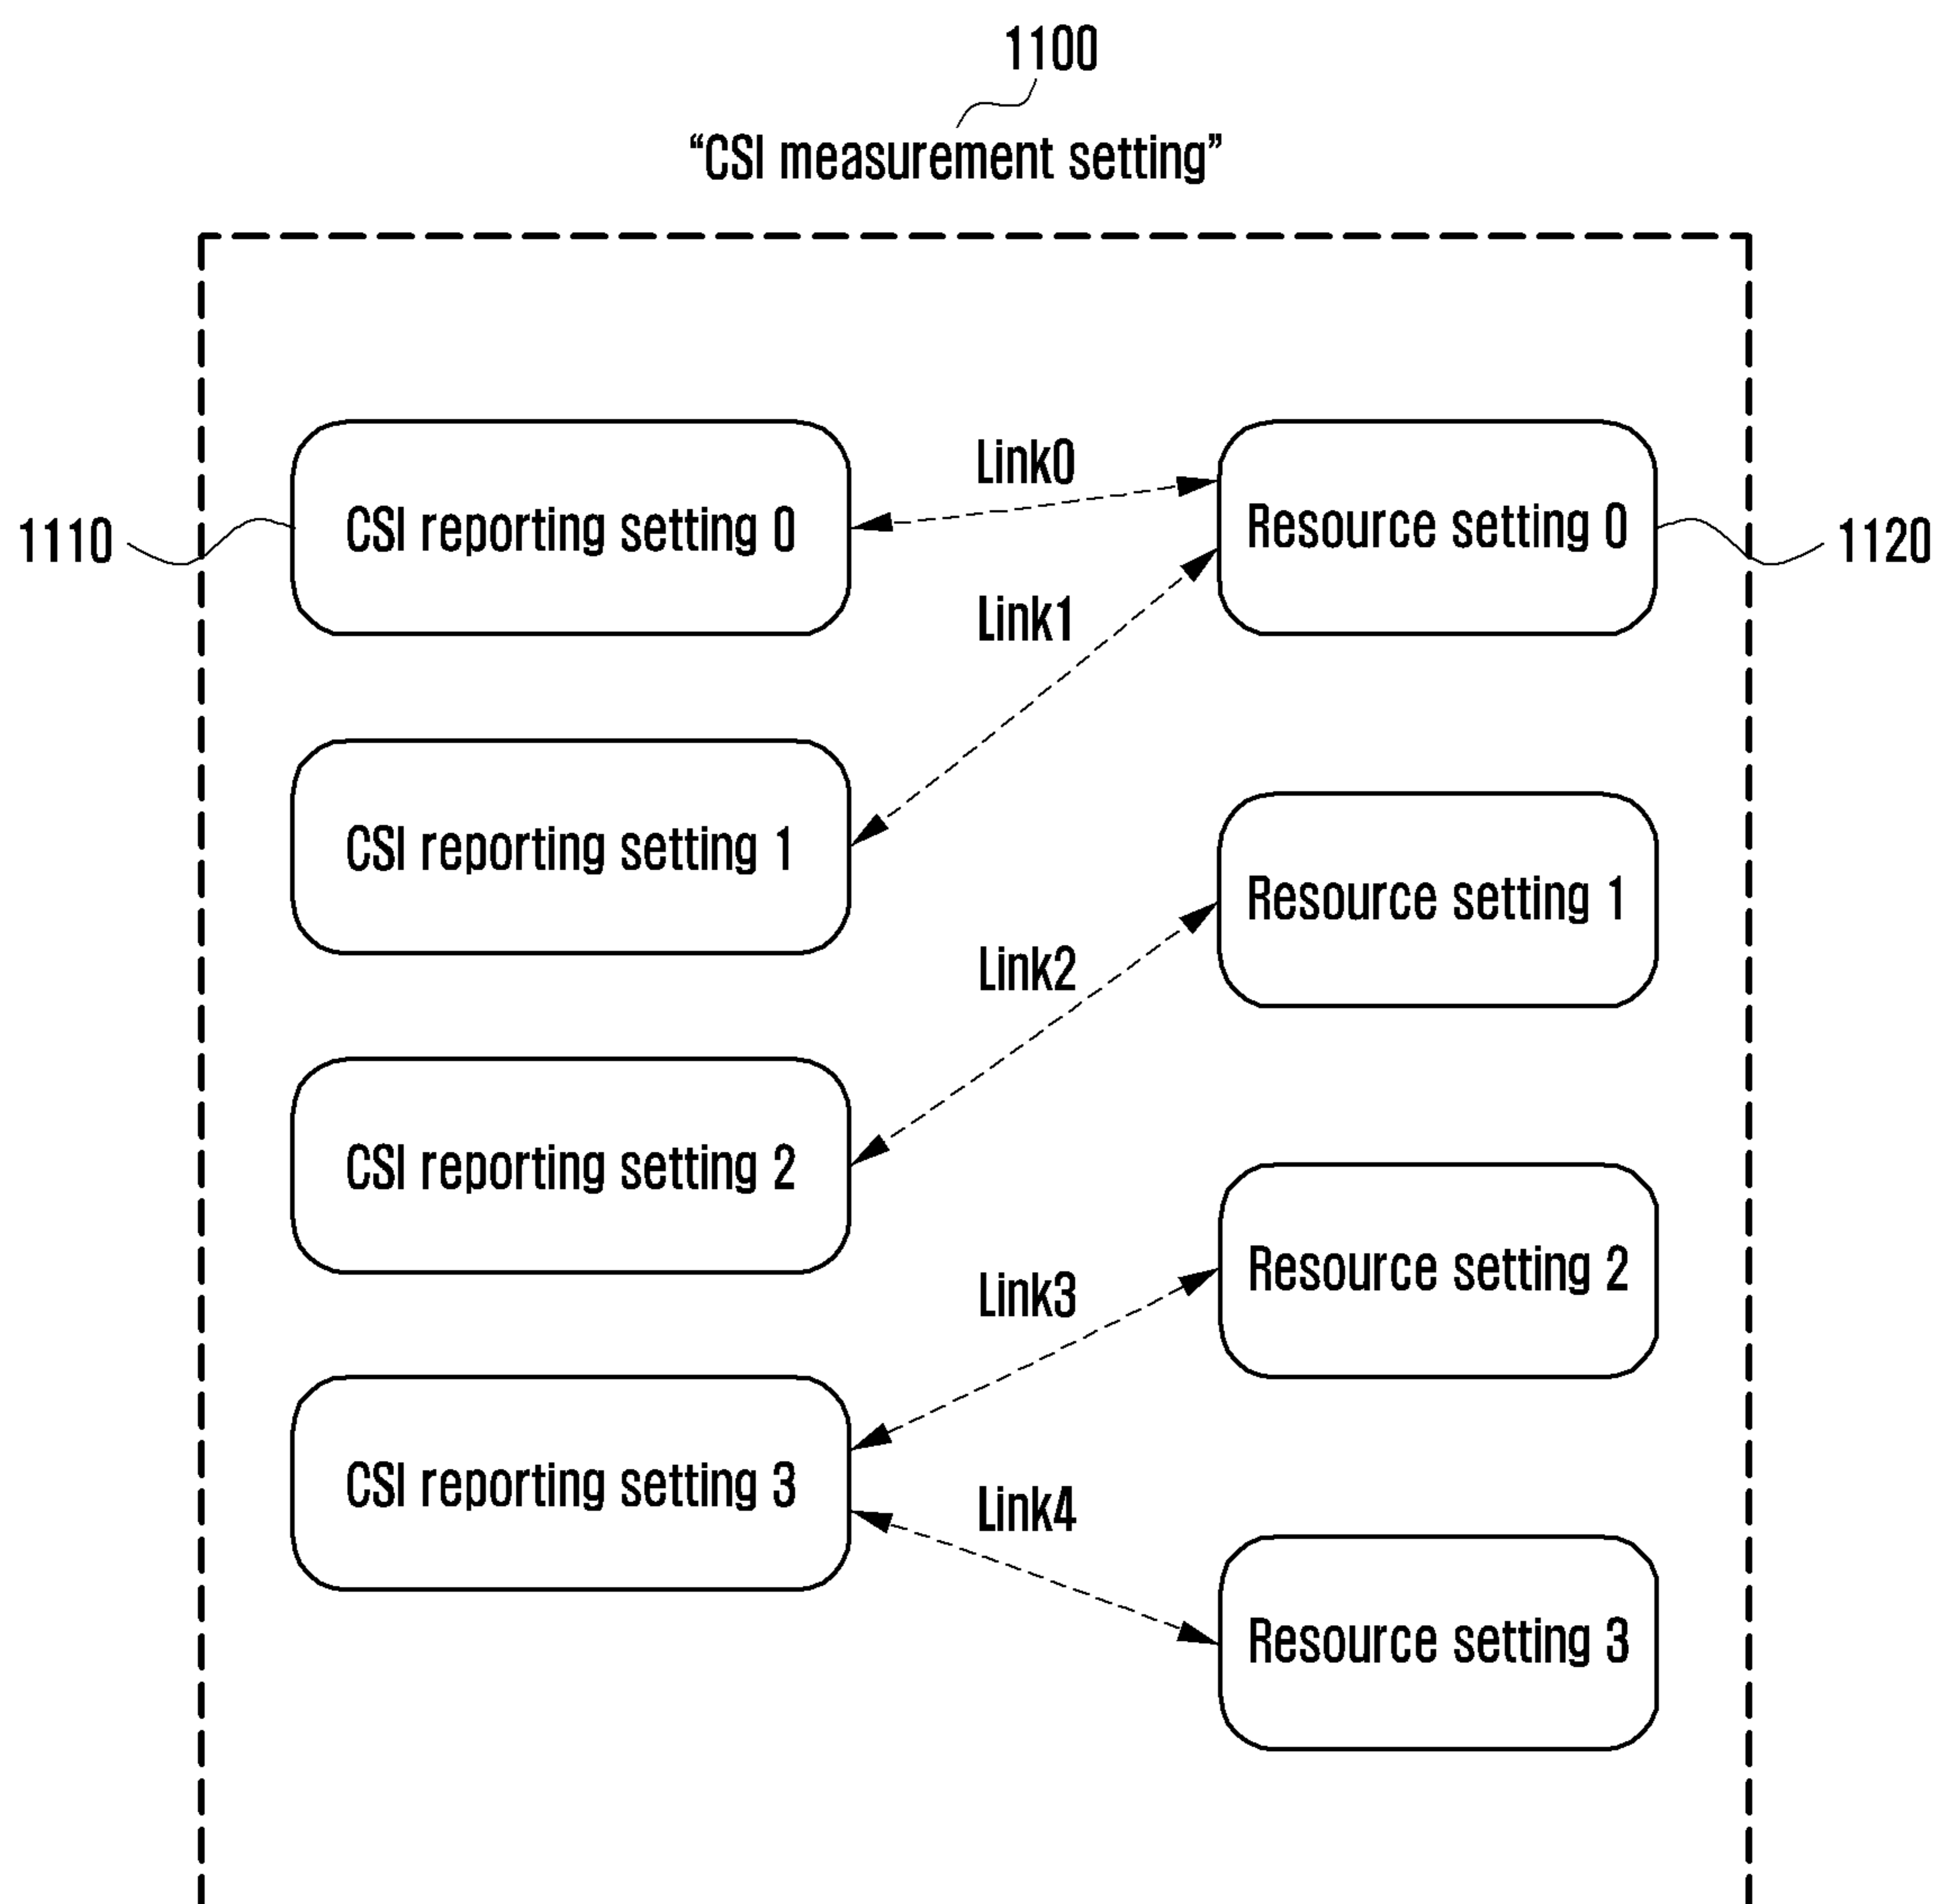 1100
“CSI measurement setting”
Link0
CSI reporting setting 0
Resource setting 0
1110
1120
Link1
CSI reporting setting 1
Resource setting 1
Link2
CSI reporting setting 2
Resource setting 2
Link3
CSI reporting setting 3
Link4
Resource setting 3